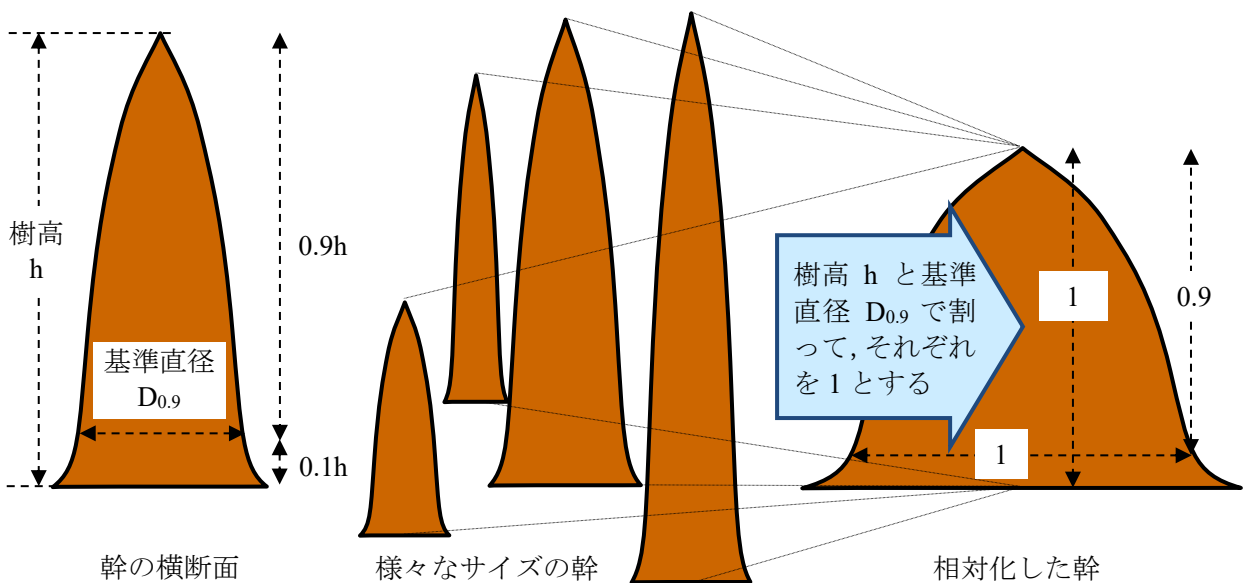 樹高
h
0.9h
基準直径
D0.9
0.1h
幹の横断面
様々なサイズの幹
樹高 h と基準
直径 D0.9 で割
って,それぞれ
を 1 とする
1
0.9
1
相対化した幹